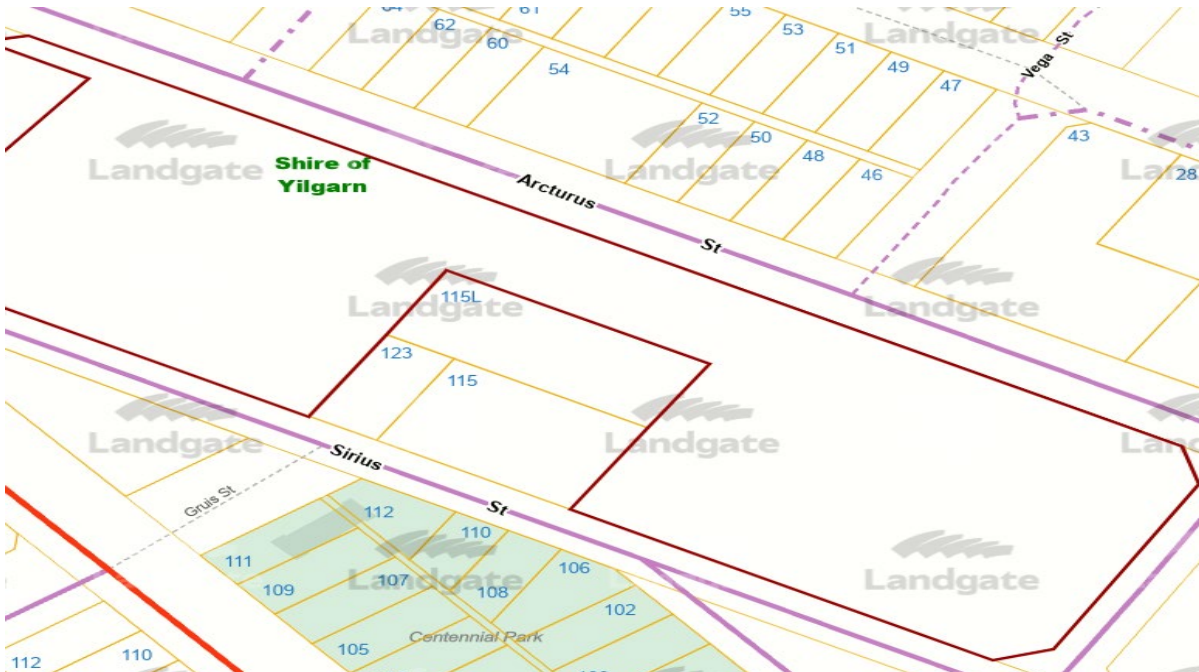 62
60
54
61
55
53
51
49
47
Vega St
Landgate
Landgate
43
28
52
50
48
46
Landgate
Landgate
Shire of
Yilgarn
Arcturus St
115L
Landgate
Landgate
Landgate
123
115
Landgate
Landgate
Sirius St
Gruis St
112
110
111
106
109
107
108
102
Landgate
Landgate
105
Centennial Park
112
110